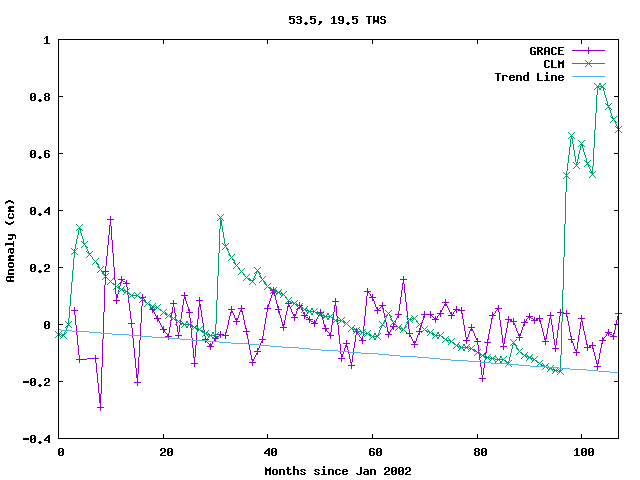 53.5, 19.5 TWS
GRACE
CLM
Trend Line
1
0.8
0.6
0.4
0.2
0
-0.2
-0.4
Anomaly (cm)
0 20 40 60 80 100
Months since Jan 2002